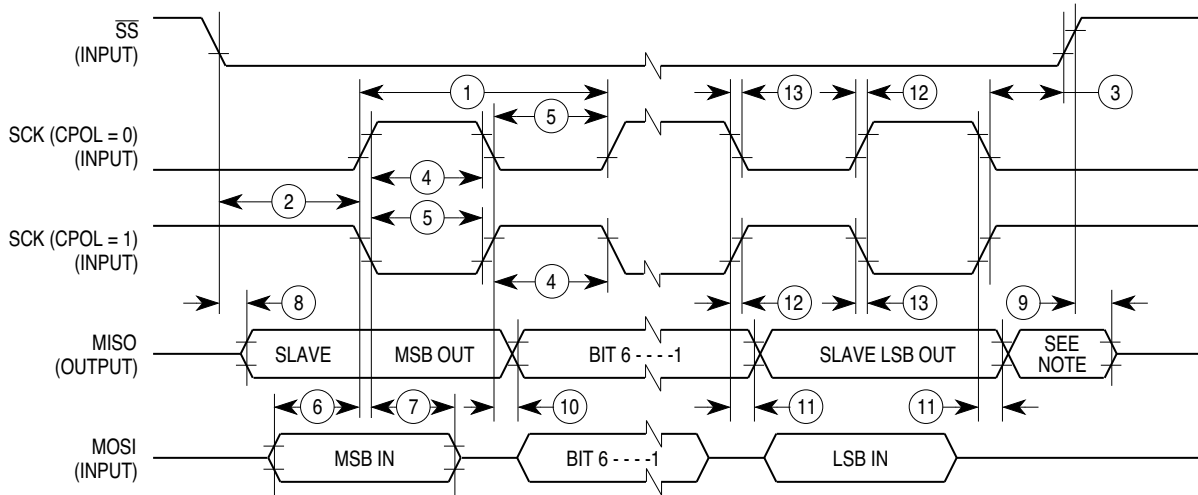 SS
(INPUT)
1
13
12
3
5
SCK (CPOL = 0)
(INPUT)
4
2
5
SCK (CPOL = 1)
(INPUT)
4
8
12
13
9
MISO
(OUTPUT)
SLAVE
MSB OUT
BIT 6 - - - -1
SLAVE LSB OUT
SEE
NOTE
6
7
10
11
11
MOSI
(INPUT)
MSB IN
BIT 6 - - - -1
LSB IN